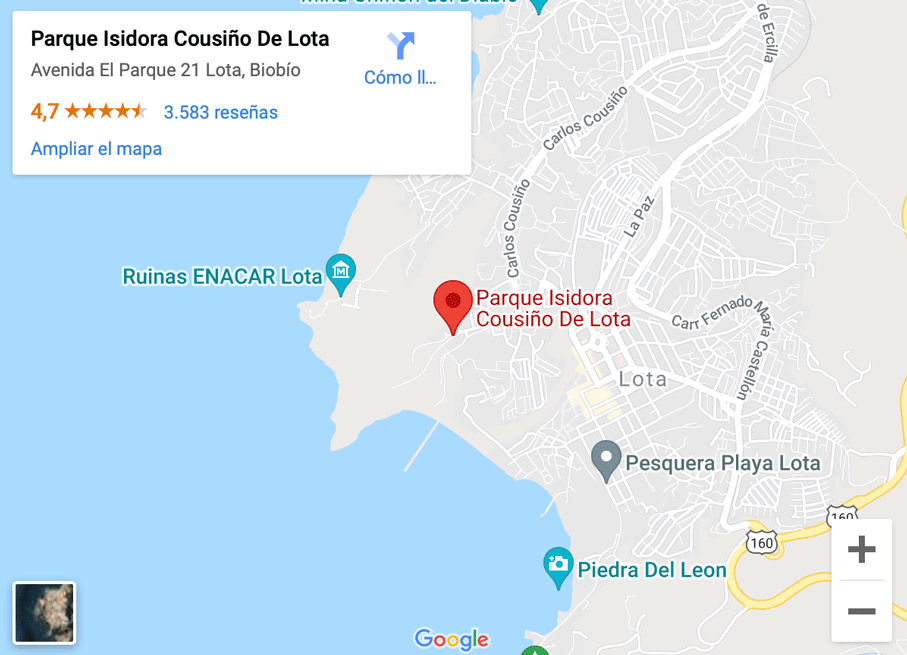 Parque Isidora Cousiño De Lota
Avenida El Parque 21 Lota, Biobío
Cómo ll...
4,7
3.583 reseñas
Ampliar el mapa
de Ercilla
Carlos Cousiño
Carlos Cousiño
La Paz
Ruinas ENACAR Lota
Parque Isidora
Cousiño De Lota
Carr Fernado María Castellón
Lota
Pesquera Playa Lota
160
160
Piedra Del Leon
Google